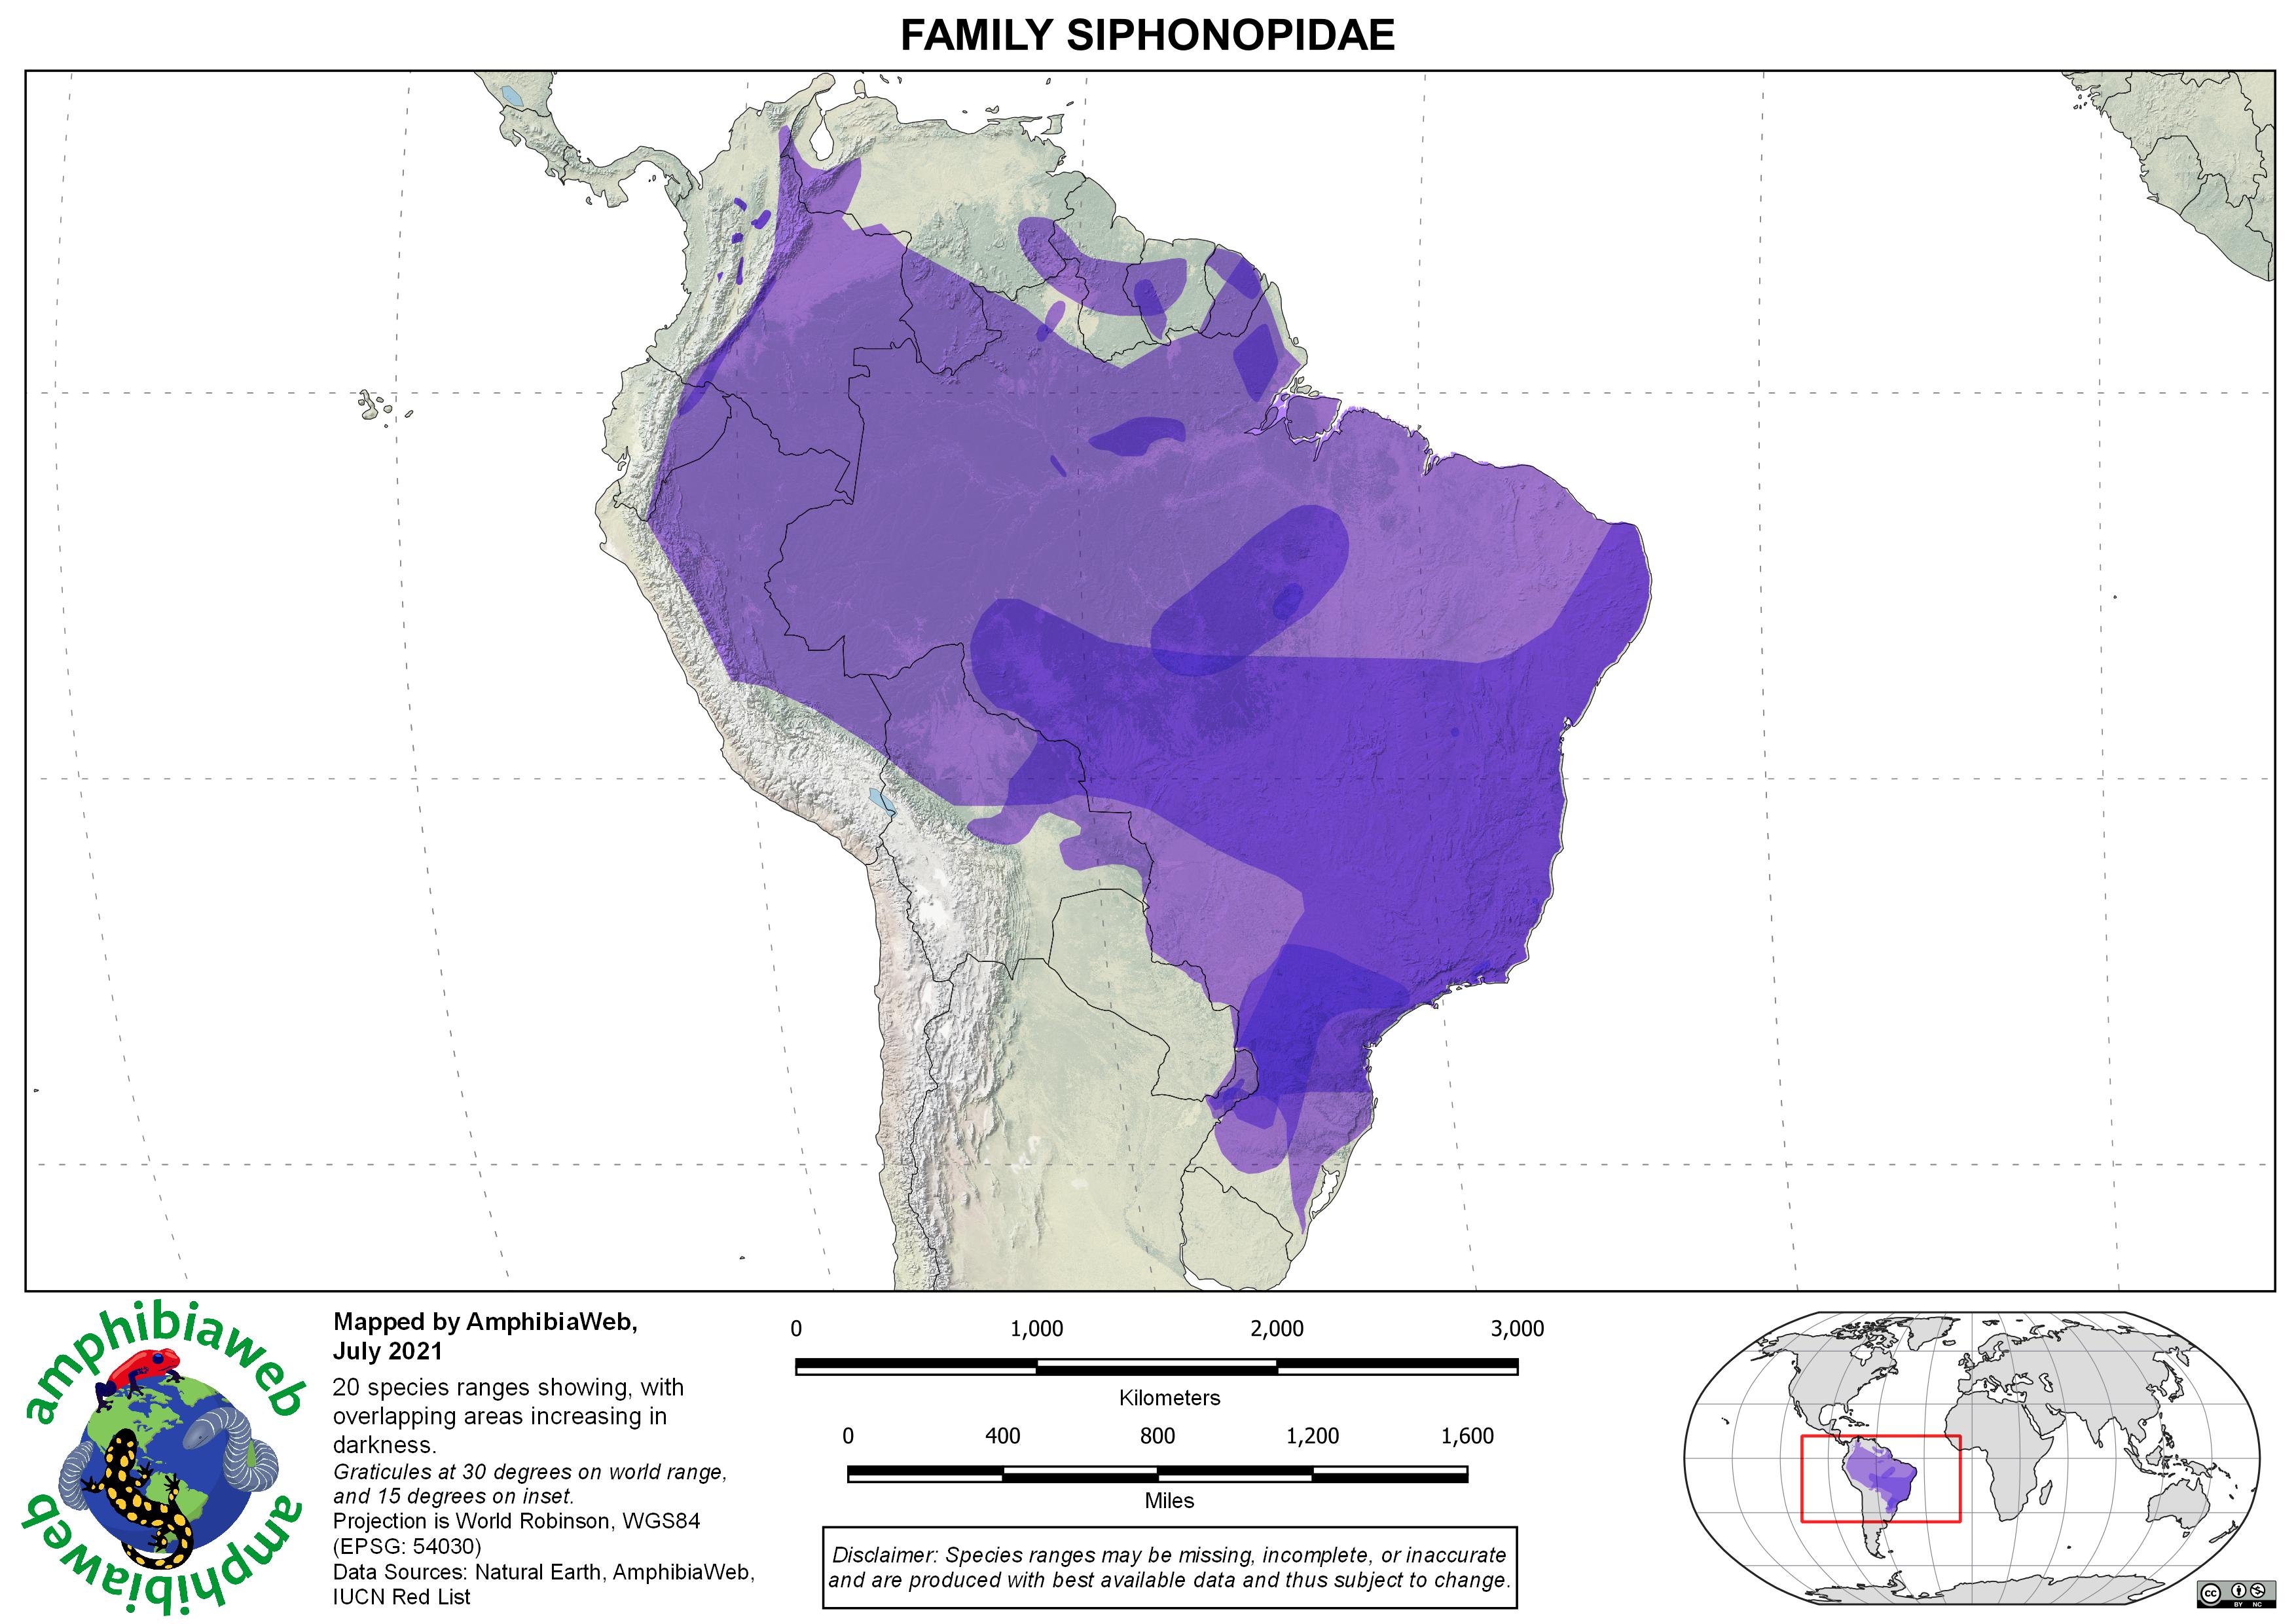 FAMILY SIPHONOPIDAE
amphibiaweb
amphibiaweb
Mapped by AmphibiaWeb,
July 2021
20 species ranges showing, with
overlapping areas increasing in
darkness.
Graticules at 30 degrees on world range,
and 15 degrees on inset.
Projection is World Robinson, WGS84
(EPSG: 54030)
Data Sources: Natural Earth, AmphibiaWeb,
IUCN Red List
0 1,000 2,000 3,000
Kilometers
0 400 800 1,200 1,600
Miles
Disclaimer: Species ranges may be missing, incomplete, or inaccurate
and are produced with best available data and thus subject to change.
cc
BY NC